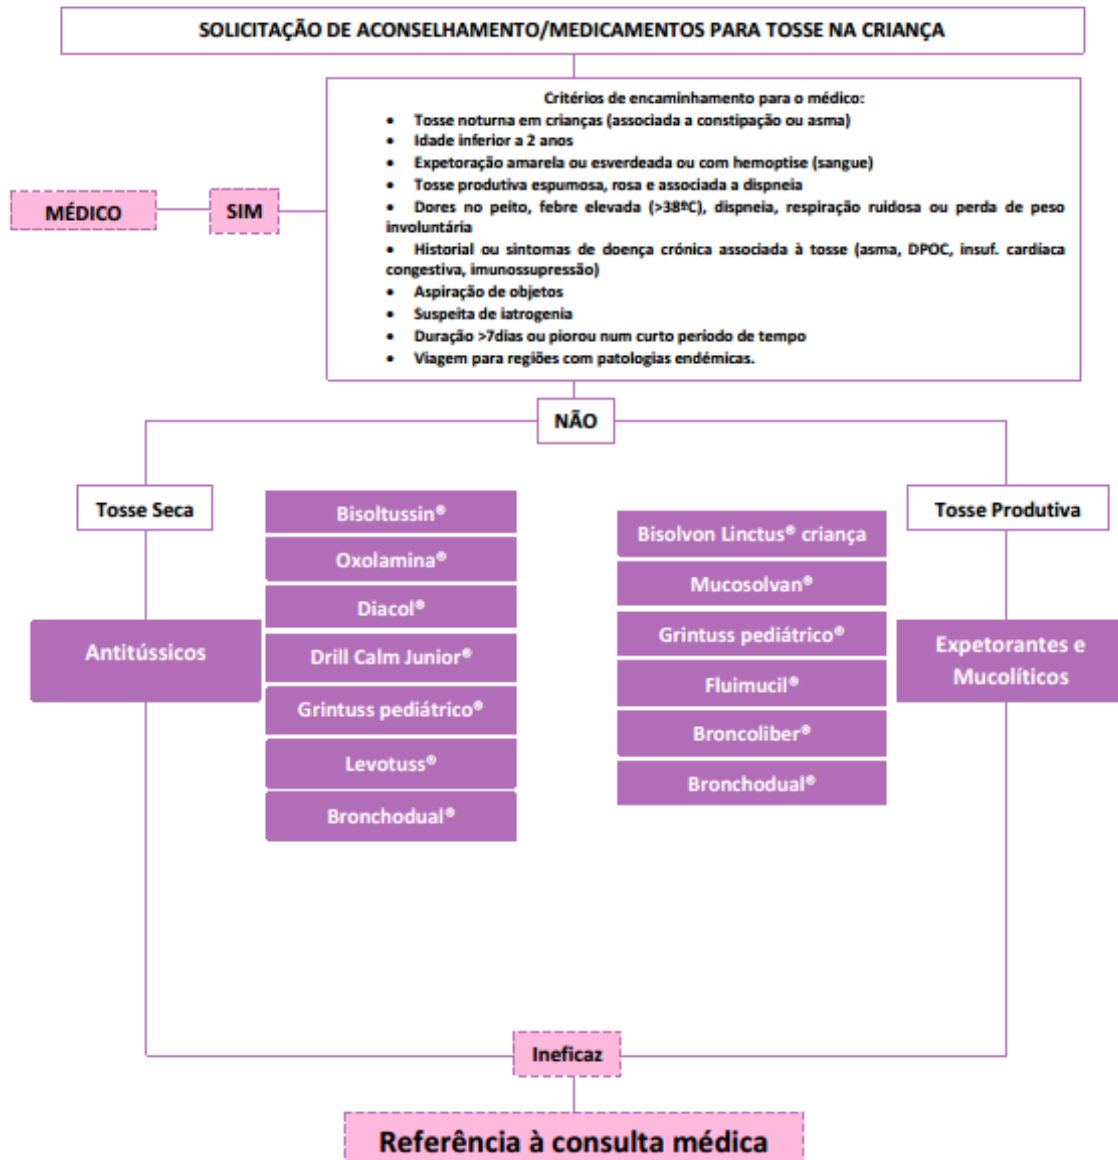 SOLICITAÇÃO DE ACONSELHAMENTO/MEDICAMENTOS PARA TOSSE NA CRIANÇA
Critérios de encaminhamento para o médico:
• Tosse noturna em crianças (associada a constipação ou asma)
• Idade inferior a 2 anos
• Expetoração amarela ou esverdeada ou com hemoptise (sangue)
• Tosse produtiva espumosa, rosa e associada a dispneia
• Dores no peito, febre elevada (>38ºC), dispneia, respiração ruidosa ou perda de peso
involuntária
• Historial ou sintomas de doença crónica associada à tosse (asma, DPOC, insuf. cardíaca
congestiva, imunossupressão)
• Aspiração de objetos
• Suspeita de iatrogenia
• Duração >7dias ou piorou num curto período de tempo
• Viagem para regiões com patologias endémicas.
MÉDICO
SIM
NÃO
Tosse Seca
Antitússicos
Bisoltussin®
Oxolamina®
Diacol®
Drill Calm Junior®
Grintuss pediátrico®
Levotuss®
Bronchodual®
Bisolvon Linctus® criança
Mucosolvan®
Grintuss pediátrico®
Fluimucil®
Broncoliber®
Bronchodual®
Tosse Produtiva
Expetorantes e
Mucolíticos
Ineficaz
Referência à consulta médica